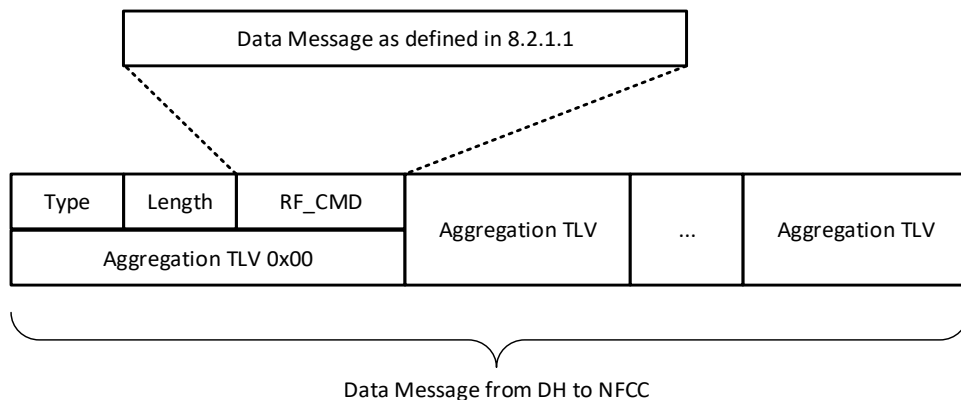 Data Message as defined in 8.2.1.1
Type Length RF_CMD
Aggregation TLV ... Aggregation TLV
Aggregation TLV 0x00
Data Message from DH to NFCC